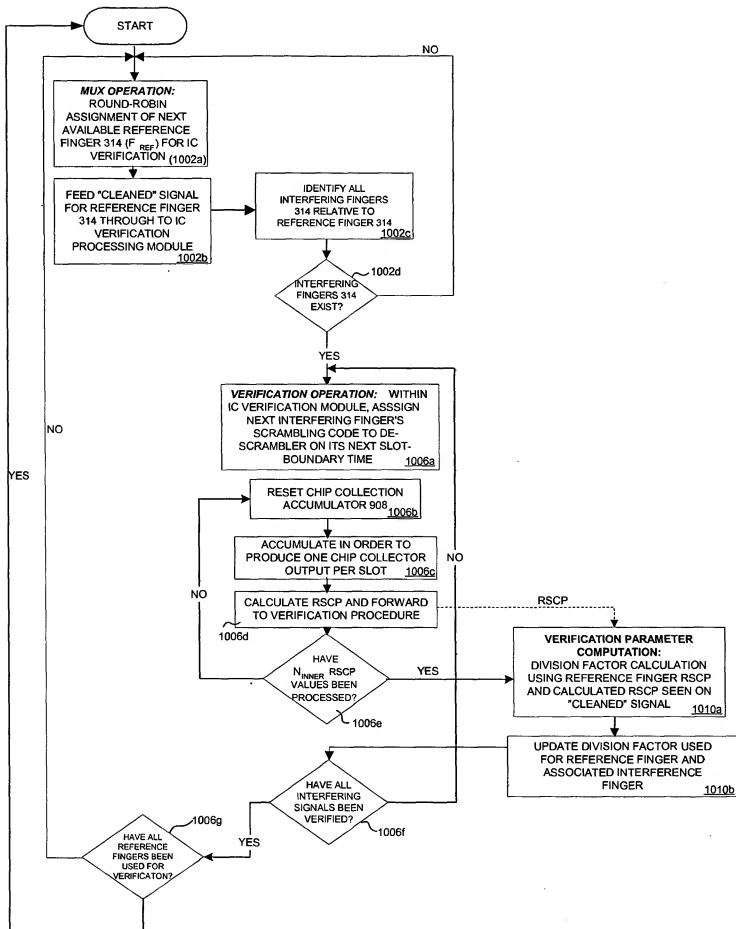 START
NO
MUX OPERATION:
ROUND-ROBIN
ASSIGNMENT OF NEXT
AVAILABLE REFERENCE
FINGER 314 (F REF) FOR IC
VERIFICATION (1002a)
FEED "CLEANED" SIGNAL
FOR REFERENCE FINGER
314 THROUGH TO IC
VERIFICATION
PROCESSING MODULE
1002b
IDENTIFY ALL
INTERFERING FINGERS
314 RELATIVE TO
REFERENCE FINGER 314
1002c
1002d
INTERFERING
FINGERS 314
EXIST?
YES
VERIFICATION OPERATION: WITHIN
IC VERIFICATION MODULE, ASSSIGN
NEXT INTERFERING FINGER'S
SCRAMBLING CODE TO DE-
SCRAMBLER ON ITS NEXT SLOT-
BOUNDARY TIME
1006a
NO
YES
RESET CHIP COLLECTION
ACCUMULATOR 908
1006b
ACCUMULATE IN ORDER TO
PRODUCE ONE CHIP COLLECTOR
OUTPUT PER SLOT
1006c
NO
NO
CALCULATE RSCP AND FORWARD
TO VERIFICATION PROCEDURE
1006d
RSCP
HAVE
NINNER RSCP
VALUES BEEN
PROCESSED?
1006e
YES
VERIFICATION PARAMETER
COMPUTATION:
DIVISION FACTOR CALCULATION
USING REFERENCE FINGER RSCP
AND CALCULATED RSCP SEEN ON
"CLEANED" SIGNAL
1010a
UPDATE DIVISION FACTOR USED
FOR REFERENCE FINGER AND
ASSOCIATED INTERFERENCE
FINGER
1010b
HAVE ALL
INTERFERING
SIGNALS BEEN
VERIFIED?
1006f
YES
1006g
HAVE ALL
REFERENCE
FINGERS BEEN
USED FOR
VERIFICATON?